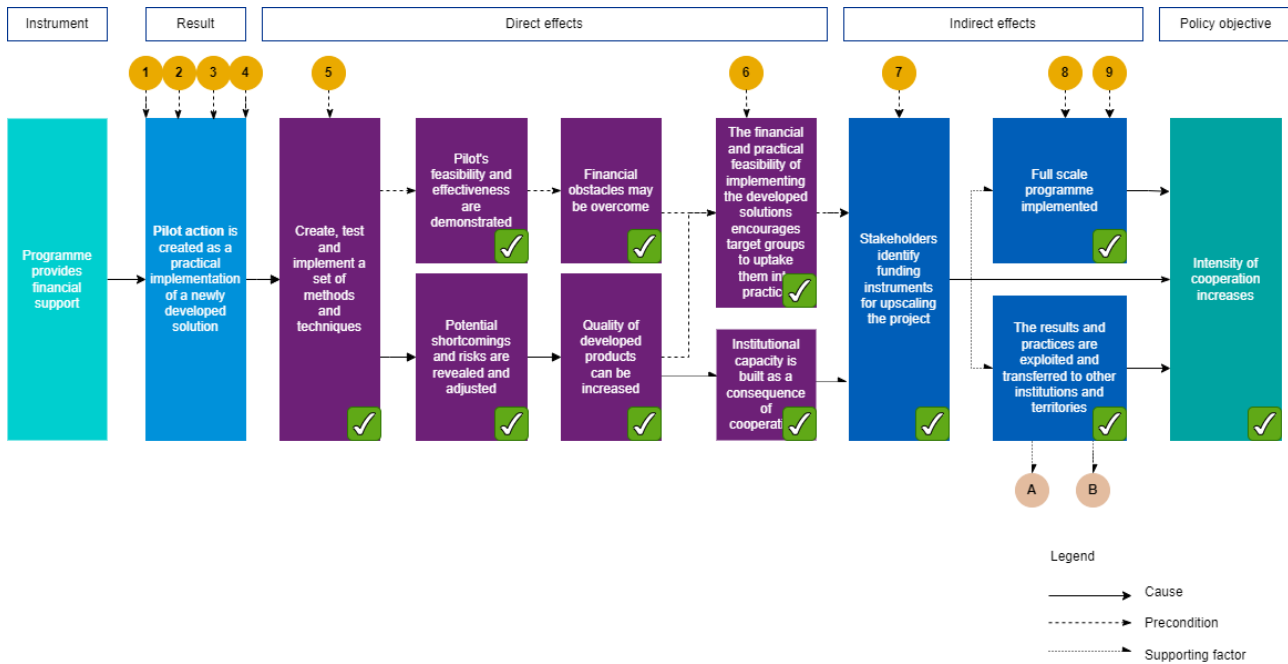 Instrument
Result
Direct effects
Indirect effects
Policy objective
1
2
3
4
5
6
7
8
9
Programme
provides
financial
support
Pilot action is
created as a
practical
implementation
of a newly
developed
solution
Create, test
and
implement a
set of
methods
and
techniques
Pilot's
feasibility and
effectiveness
are
demonstrated
Financial
obstacles may
be overcome
Potential
shortcomings
and risks are
revealed and
adjusted
Quality of
developed
products
can be
increased
The financial
and practical
feasibility of
implementing
the developed
solutions
encourages
target groups
to uptake
them int
practic
Institutional
capacity is
built as a
consequence
of
cooperati
Stakeholders
identify
funding
instruments
for upscaling
the project
Full scale
programme
implemented
The results and
practices are
exploited and
transferred to other
institutions and
territories
Intensity of
cooperation
increases
A
B
Legend
Cause
Precondition
Supporting factor